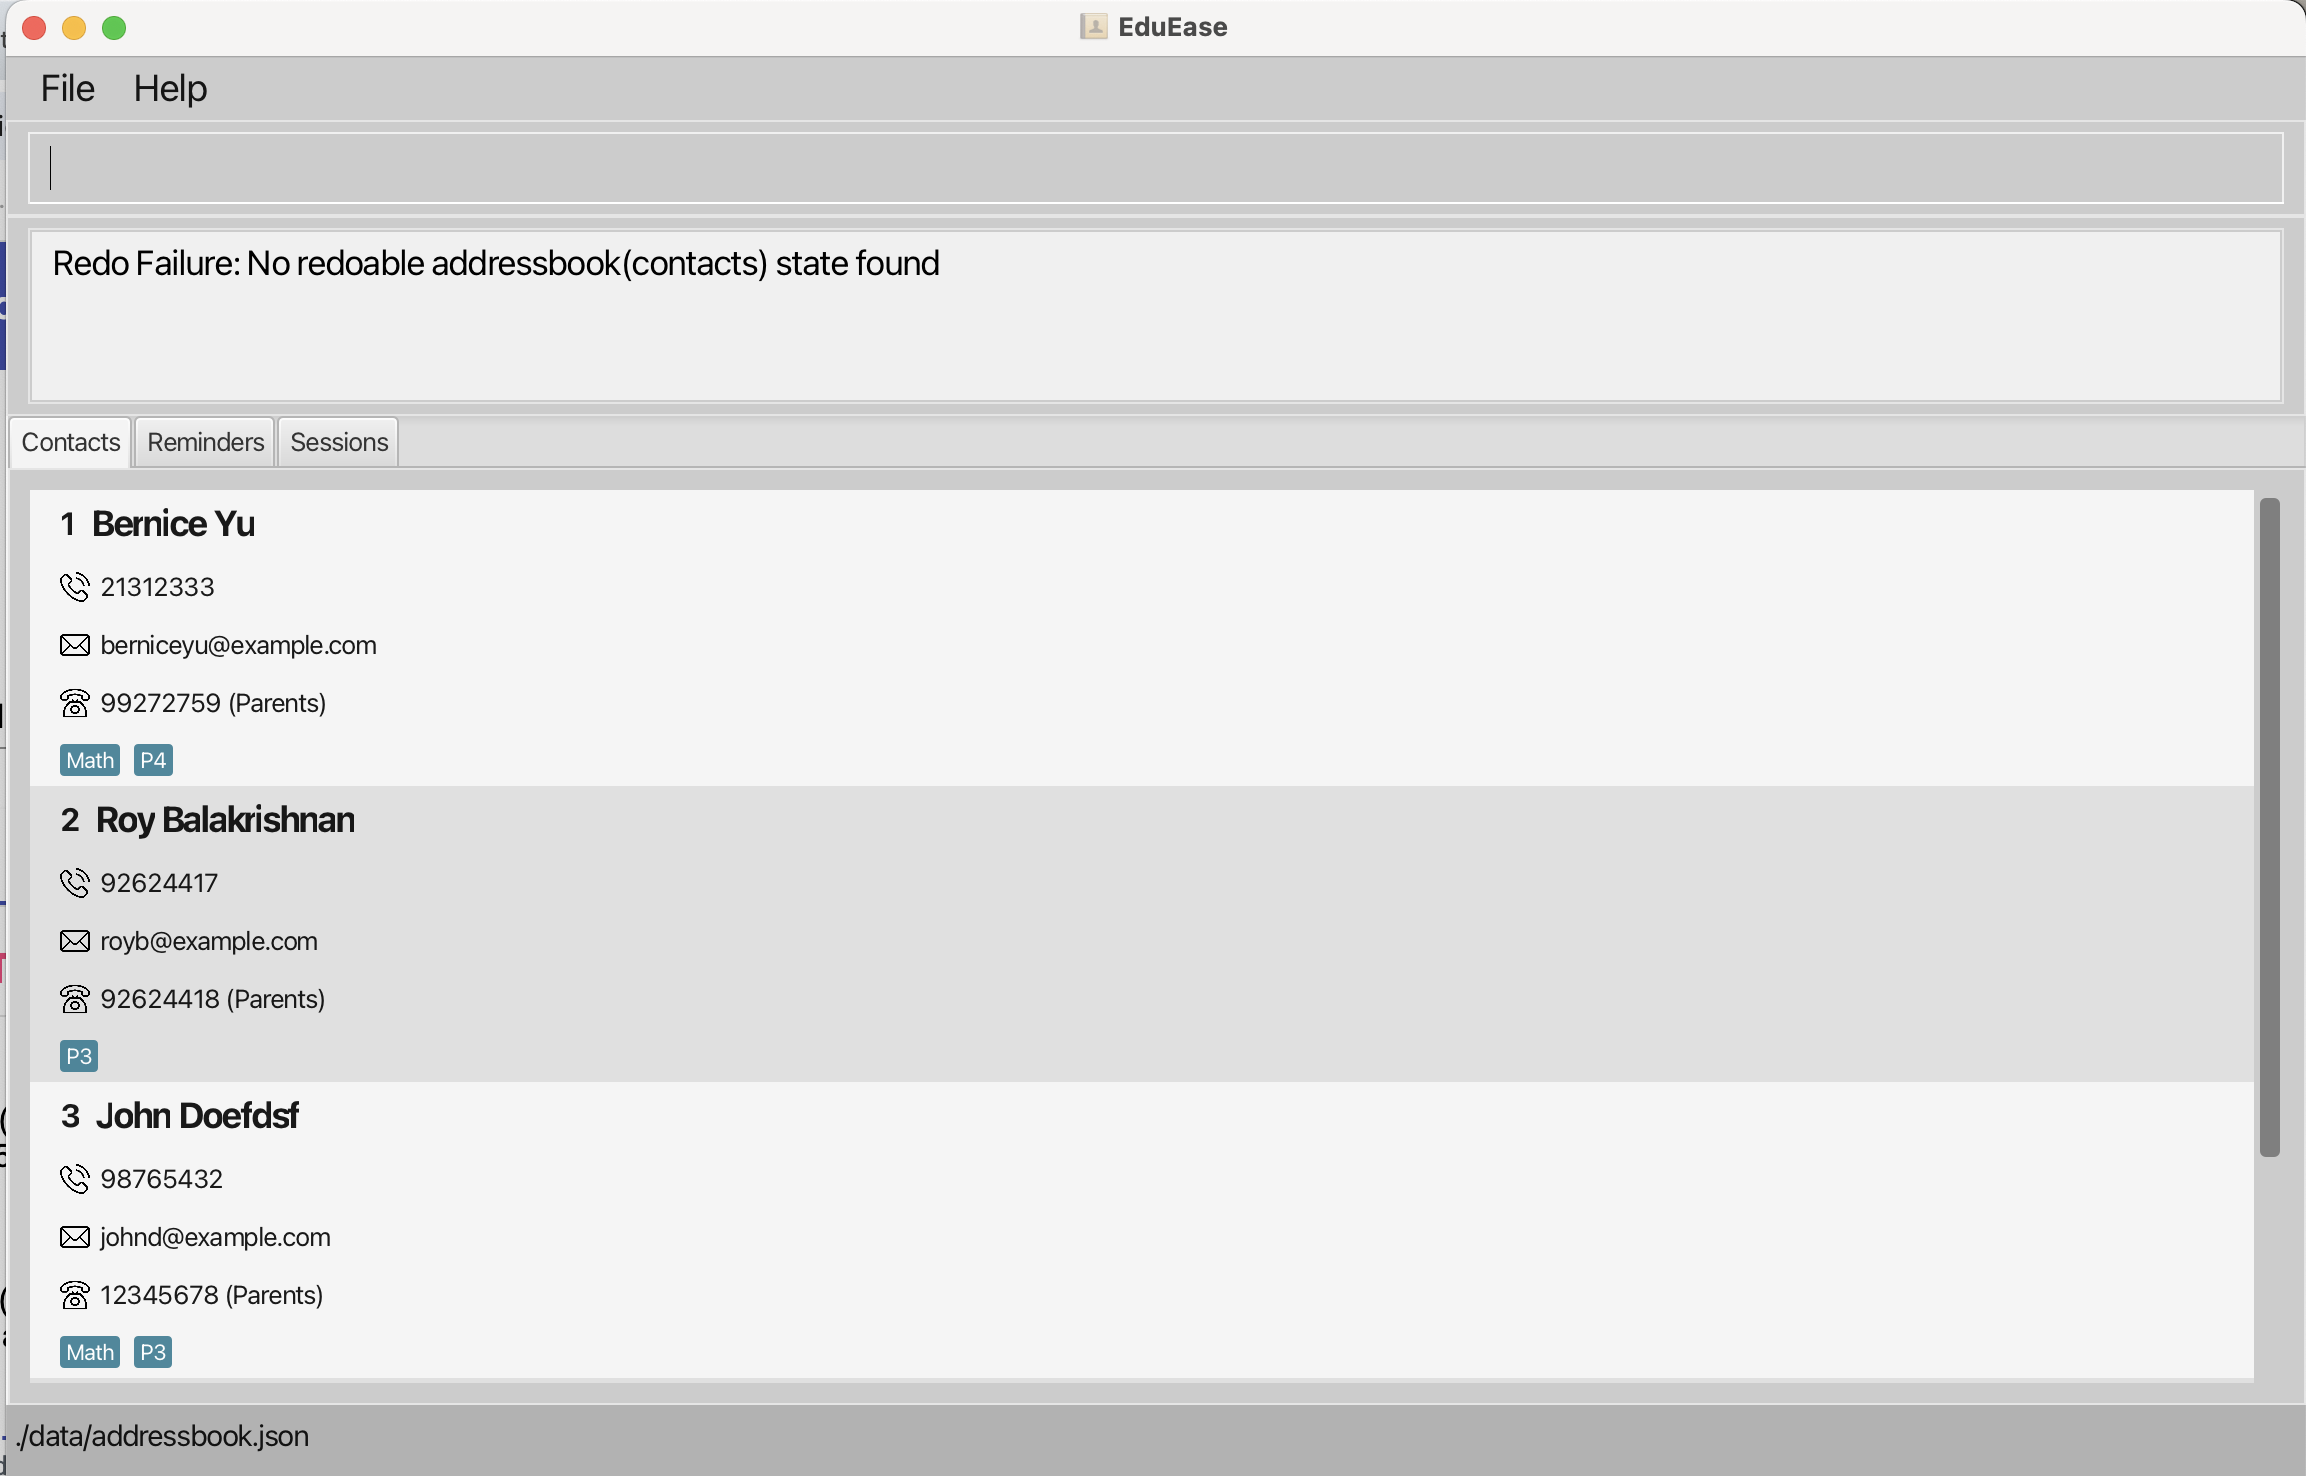 EduEase
File Help
Redo Failure: No redoable addressbook(contacts) state found
Contacts Reminders Sessions
1 Bernice Yu
21312333
berniceyu@example.com
99272759 (Parents)
Math P4
2 Roy Balakrishnan
92624417
royb@example.com
92624418 (Parents)
P3
3 John Doefdsf
98765432
johnd@example.com
12345678 (Parents)
Math P3
./data/addressbook.json